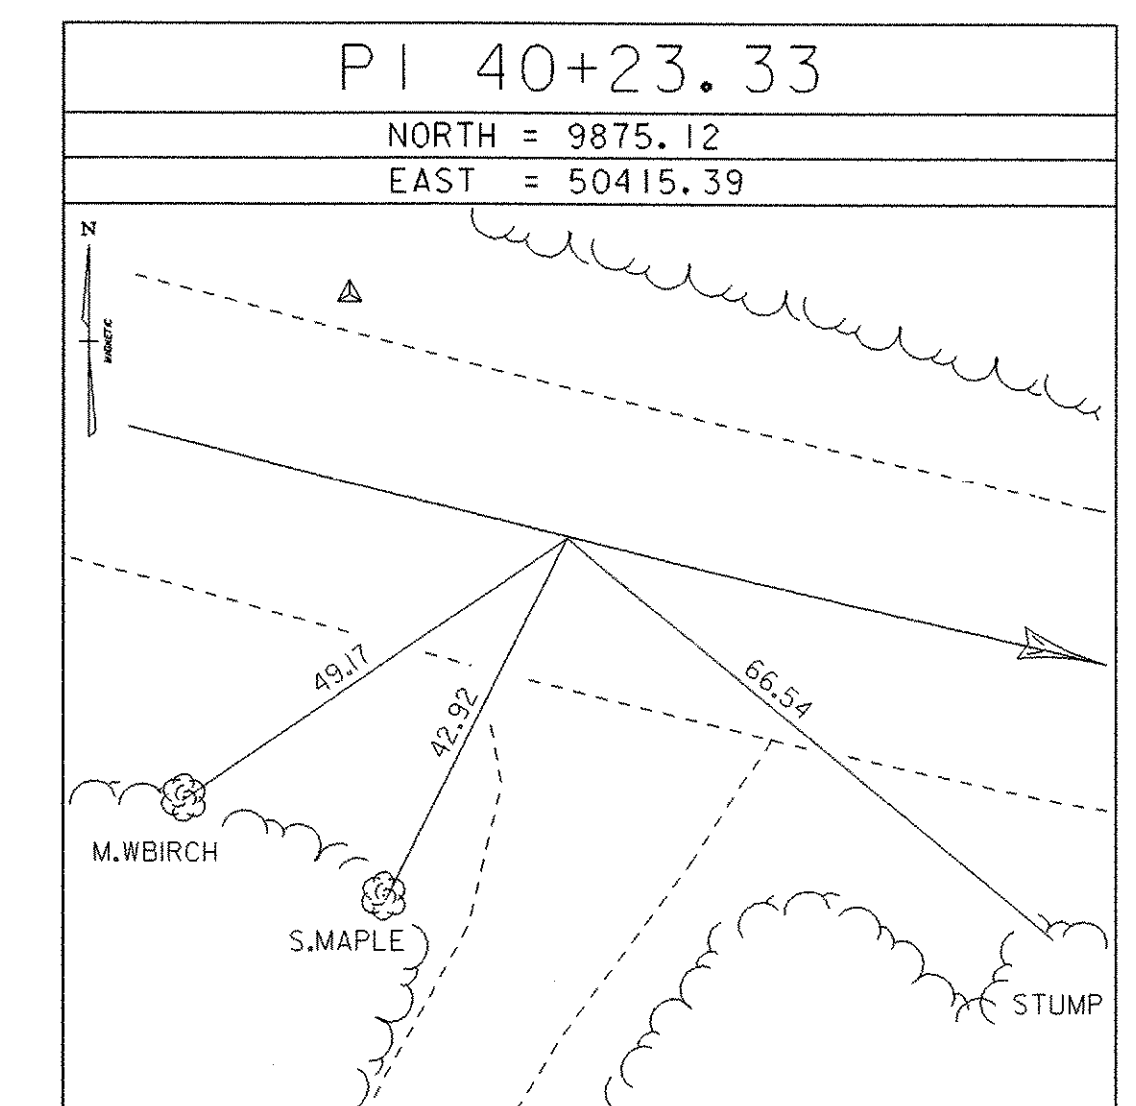 PI 40+23.33
NORTH = 9875.12
EAST = 50415.39
N
MAGNETIC
49.17
42.92
66.54
M.WBIRCH
S.MAPLE
STUMP